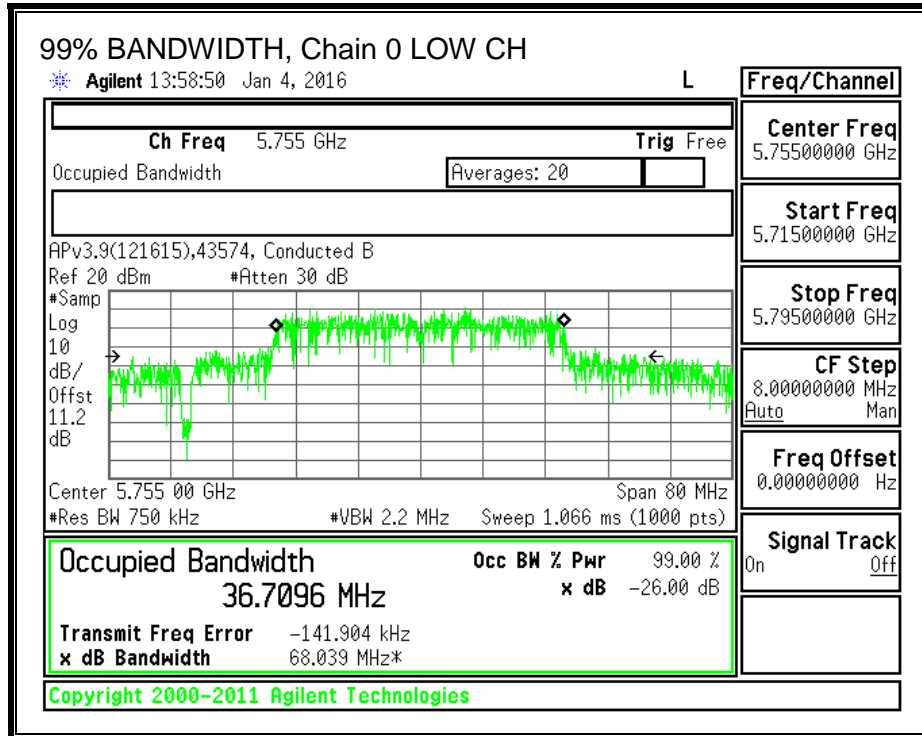 99% BANDWIDTH, Chain 0 LOW CH
Agilent 13:58:50 Jan 4, 2016 L
Freq/Channel
Ch Freq 5.755 GHz Trig Free
Occupied Bandwidth Averages: 20
APv3.9(121615),43574, Conducted B
Ref 20 dBm #Atten 30 dB
#Samp
Log
10
dB/
Offst
11.2
dB
Center 5.755 00 GHz Span 80 MHz
#Res BW 750 kHz #VBW 2.2 MHz Sweep 1.066 ms (1000 pts)
Occupied Bandwidth Occ BW % Pwr 99.00 %
36.7096 MHz x dB -26.00 dB
Transmit Freq Error -141.904 kHz
x dB Bandwidth 68.039 MHz*
Copyright 2000-2011 Agilent Technologies
Center Freq
5.75500000 GHz
Start Freq
5.71500000 GHz
Stop Freq
5.79500000 GHz
CF Step
8.00000000 MHz
Auto Man
Freq Offset
0.00000000 Hz
Signal Track
On Off